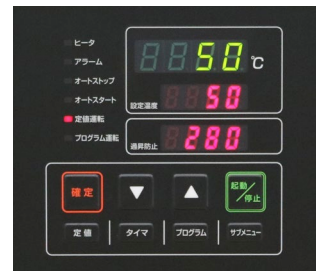 ヒータ
アラーム
オートストップ
オートスタート
定値運転
プログラム運転
50 ℃
設定温度 50
過昇防止 280
確定 ▼ ▲ 起動/停止
定値 タイマ プログラム サブメニュー